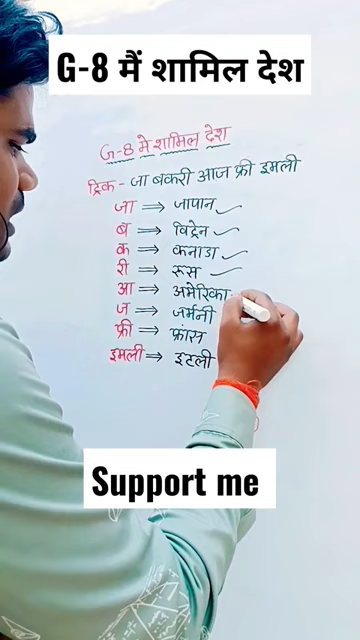 G-8 मैं शामिल देश
G-8 मे शामिल देश
ट्रिक - जा बकरी आज फ्री इमली
जा ⇒ जापान
ब ⇒ ब्रिटेन
क ⇒ कनाडा
री ⇒ रूस
आ ⇒ अमेरिका
ज ⇒ जर्मनी
फ्री ⇒ फ्रांस
इमली ⇒ इटली
Support me